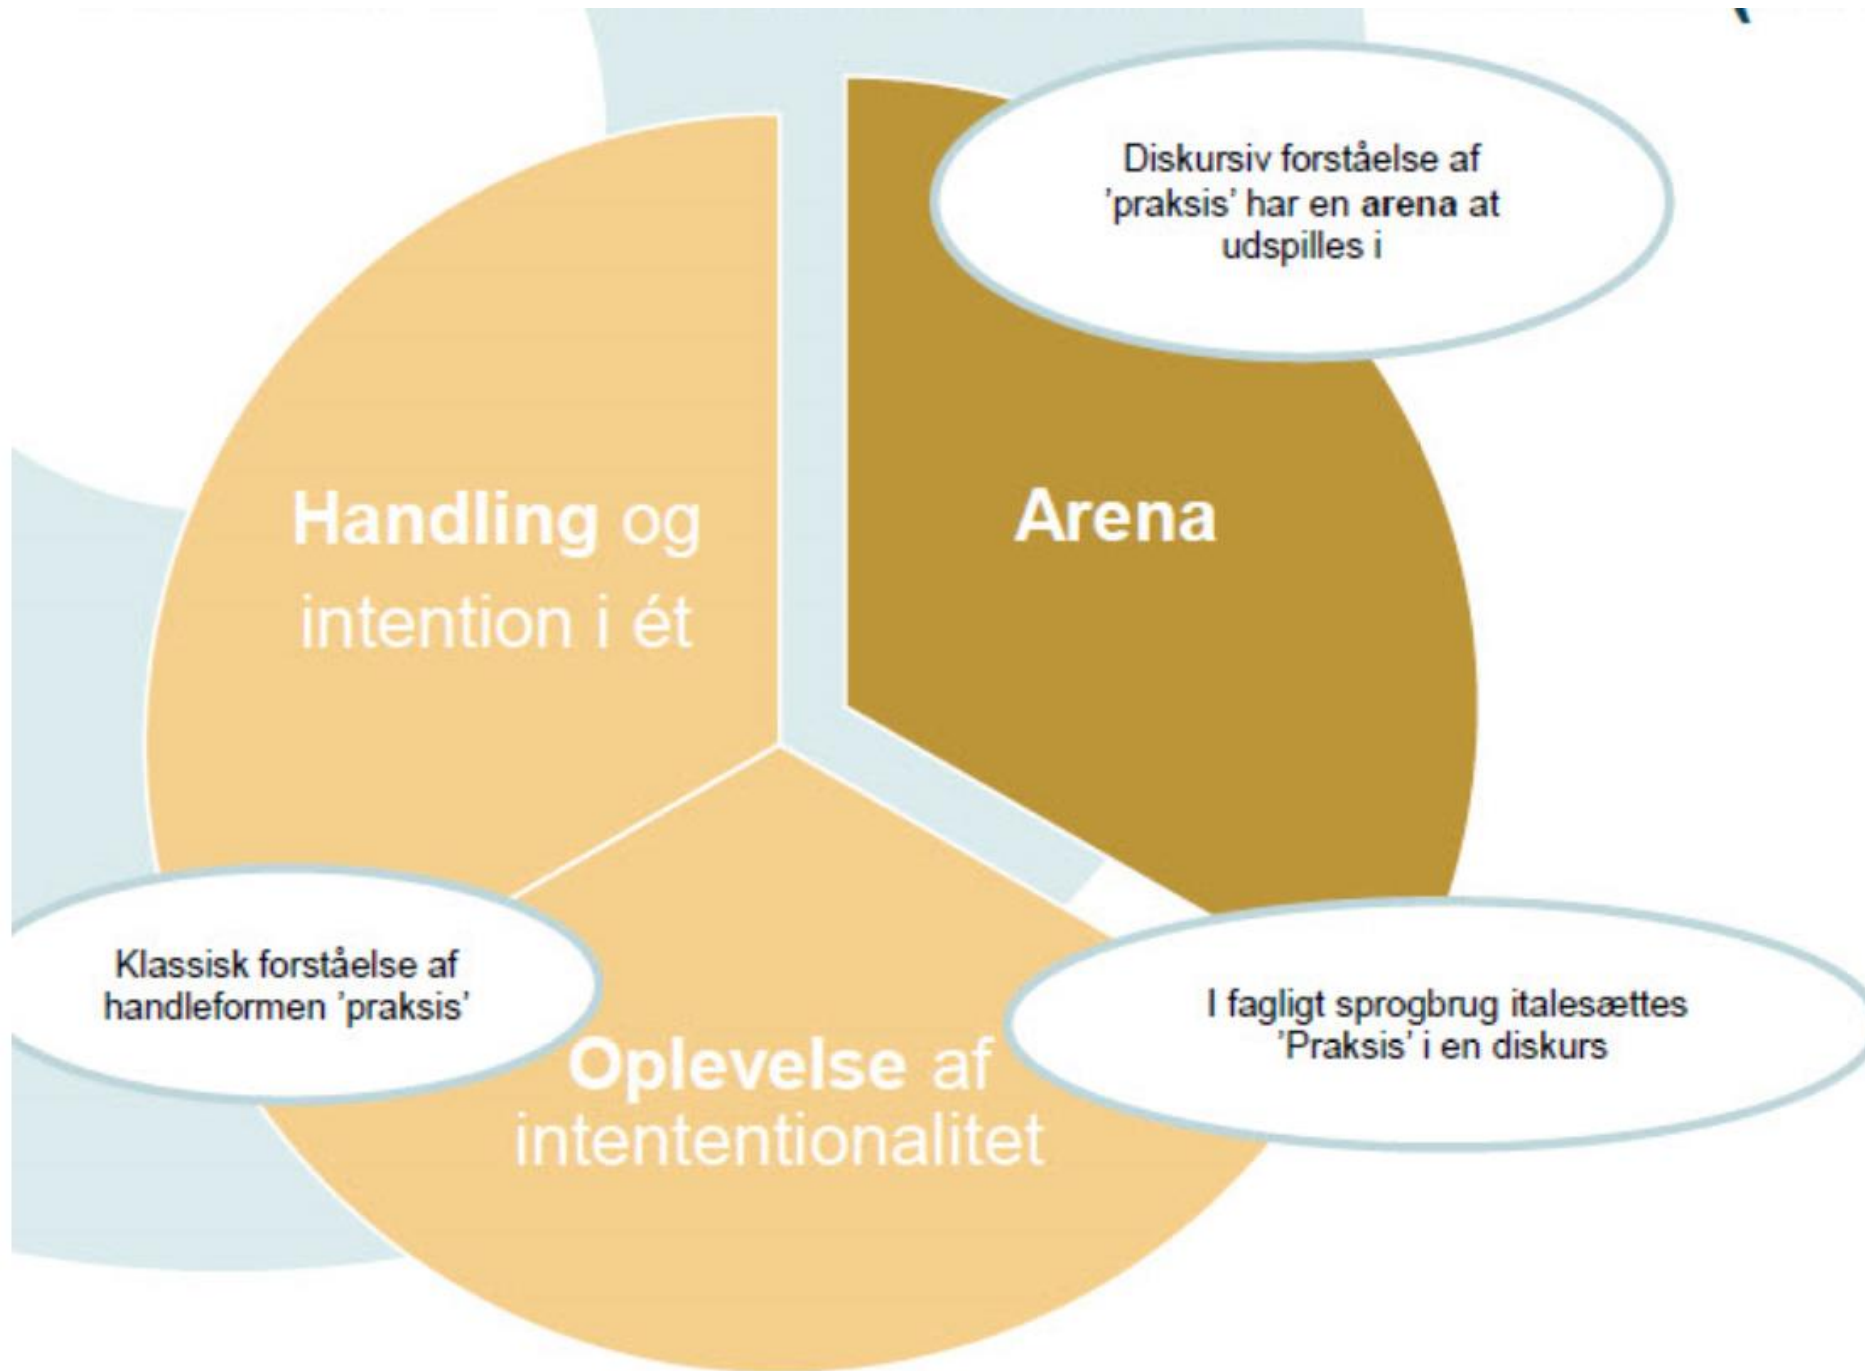 Diskursiv forståelse af
’praksis’ har en arena at
udspilles i
Handling og
intention i ét
Arena
Klassisk forståelse af
handleformen ’praksis’
Oplevelse af
intententionalitet
I fagligt sprogbrug italesættes
’Praksis’ i en diskurs